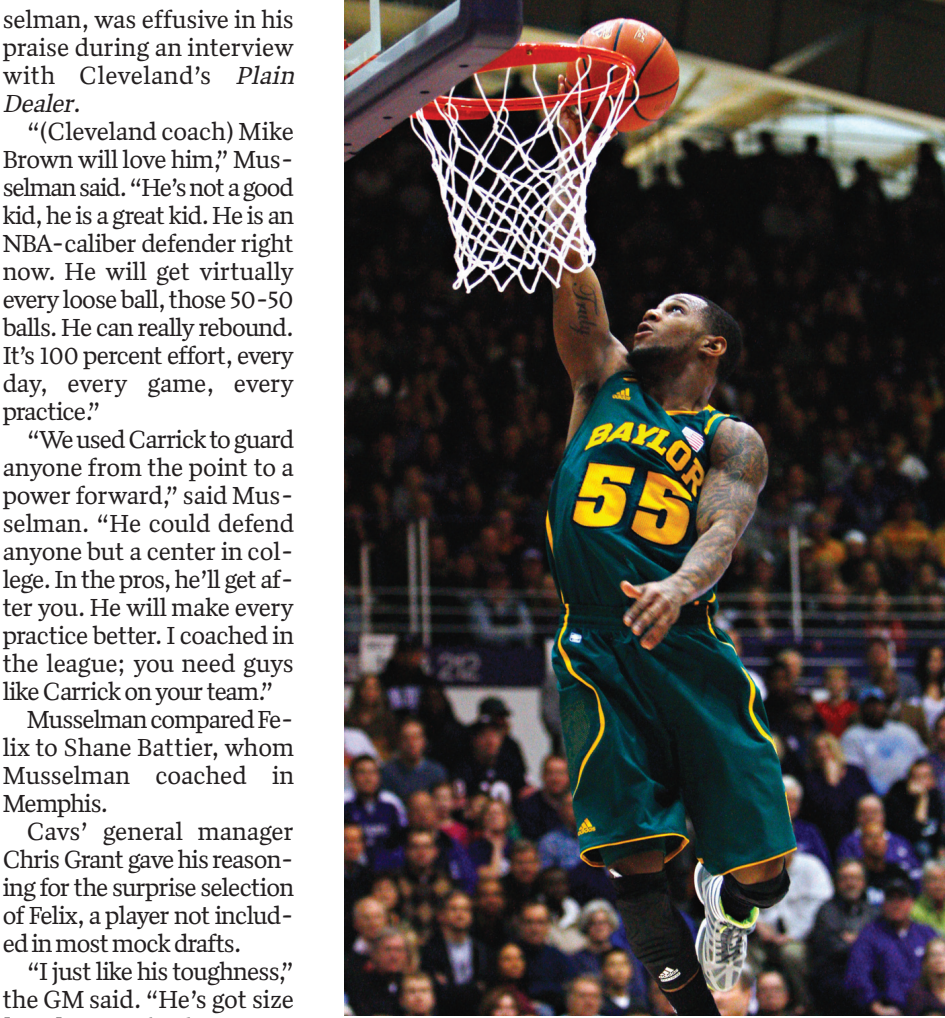 selman, was effusive in his
praise during an interview
with Cleveland's Plain
Dealer.
“(Cleveland coach) Mike
Brown will love him,” Mus-
selman said. “He's not a good
kid, he is a great kid. He is an
NBA-caliber defender right
now. He will get virtually
every loose ball, those 50-50
balls. He can really rebound.
It's 100 percent effort, every
day, every game, every
practice.”
“We used Carrick to guard
anyone from the point to a
power forward,” said Mus-
selman. “He could defend
anyone but a center in col-
lege. In the pros, he'll get af-
ter you. He will make every
practice better. I coached in
the league; you need guys
like Carrick on your team.”
Musselman compared Fe-
lix to Shane Battier, whom
Musselman coached in
Memphis.
Cavs' general manager
Chris Grant gave his reason-
ing for the surprise selection
of Felix, a player not includ-
ed in most mock drafts.
“I just like his toughness,”
the GM said. “He's got size
Truly
adidas
BAYLOR
55
212
adidas
adidas